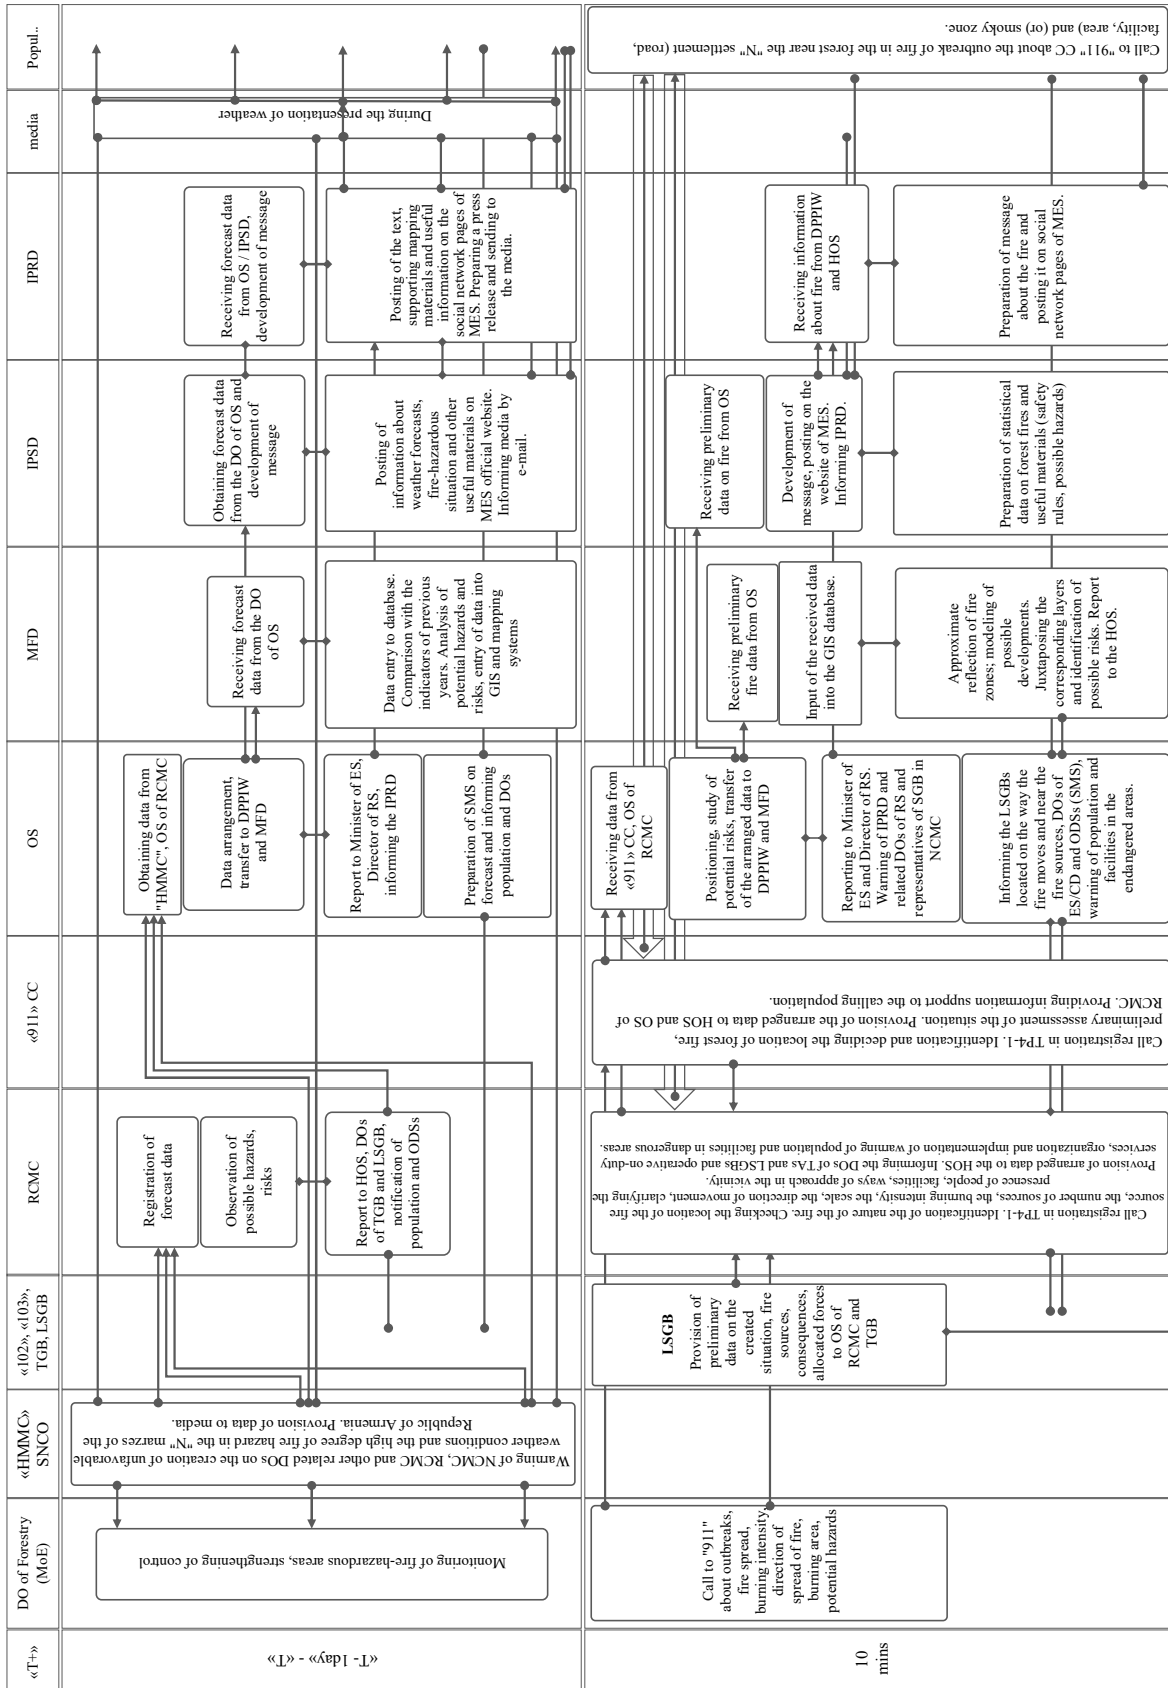 «T+»
DO of Forestry
(MoE)
«HMMC»
SNCO
«102», «103»,
TGB, LSGB
RCMC
«911» CC
OS
MFD
IPSD
IPRD
media
Popul..
«T- 1day» - «T»
Monitoring of fire-hazardous areas, strengthening of control
Warning of NCMC, RCMC and other related DOs on the creation of unfavorable
weather conditions and the high degree of fire hazard in the "N" marzes of the
Republic of Armenia. Provision of data to media.
Registration of
forecast data
Observation of
possible hazards,
risks
Report to HOS, DOs
of TGB and LSGB,
notification of
population and ODSs
Obtaining data from
"HMMC", OS of RCMC
Data arrangement,
transfer to DPPIW
and MFD
Report to Minister of ES,
Director of RS,
informing the IPRD
Preparation of SMS on
forecast and informing
population and DOs
Receiving forecast
data from the DO
of OS
Data entry to database.
Comparison with the
indicators of previous
years. Analysis of
potential hazards and
risks, entry of data into
GIS and mapping
systems
Obtaining forecast data
from the DO of OS and
development of
message
Posting of
information about
weather forecasts,
fire-hazardous
situation and other
useful materials on
MES official website.
Informing media by
e-mail.
Receiving forecast data
from OS / IPSD,
development of message
Posting of the text,
supporting mapping
materials and useful
information on the
social network pages of
MES. Preparing a press
release and sending to
the media.
During the presentation of weather
10
mins
Call to "911"
about outbreaks,
fire spread,
burning intensity,
direction of
spread of fire,
burning area,
potential hazards
LSGB
Provision of
preliminary
data on the
created
situation, fire
sources,
consequences,
allocated forces
to OS of
RCMC and
TGB
Call registration in TP4-1. Identification of the nature of the fire. Checking the location of the fire
source, the number of sources, the burning intensity, the scale, the direction of movement, clarifying the
presence of people, facilities, ways of approach in the vicinity.
Provision of arranged data to the HOS. Informing the DOs of TAs and LSGBs and operative on-duty
services, organization and implementation of warning of population and facilities in dangerous areas.
Call registration in TP4-1. Identification and deciding the location of forest fire,
preliminary assessment of the situation. Provision of the arranged data to HOS and OS of
RCMC. Providing information support to the calling population.
Receiving data from
«911» CC, OS of
RCMC
Positioning, study of
potential risks, transfer
of the arranged data to
DPPIW and MFD
Reporting to Minister of
ES and Director of RS.
Warning of IPRD and
related DOs of RS and
representatives of SGB in
NCMC
Informing the LSGBs
located on the way the
fire moves and near the
fire sources, DOs of
ES/CD and ODSs (SMS),
warning of population and
facilities in the
endangered areas.
Receiving preliminary
fire data from OS
Input of the received data
into the GIS database.
Approximate
reflection of fire
zones; modeling of
possible
developments.
Juxtaposing the
corresponding layers
and identification of
possible risks. Report
to the HOS.
Receiving preliminary
data on fire from OS
Development of
message, posting on the
website of MES.
Informing IPRD.
Preparation of statistical
data on forest fires and
useful materials (safety
rules, possible hazards)
Receiving information
about fire from DPPIW
and HOS
Preparation of message
about the fire and
posting it on social
network pages of MES.
Call to "911" CC about the outbreak of fire in the forest near the "N" settlement (road,
facility, area) and (or) smoky zone.